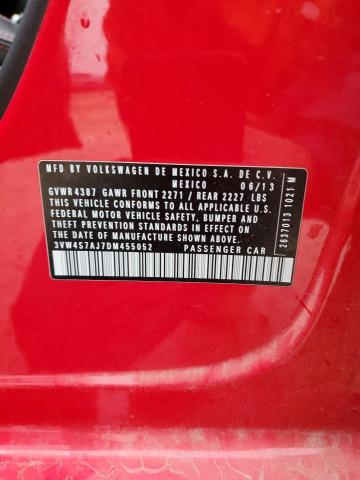 MFD BY VOLKSWAGEN DE MEXICO S.A. DE C.V.
MEXICO 06/13
GVWR 4387 GAWR FRONT 2271 / REAR 2227 LBS
THIS VEHICLE CONFORMS TO ALL APPLICABLE
FEDERAL MOTOR VEHICLE SAFETY, BUMPER AND
THEFT PREVENTION STANDARDS IN EFFECT ON
THE DATE OF MANUFACTURE SHOWN ABOVE.
3VW4S7AJ7DM455052 PASSENGER CAR
2637013 1021 M